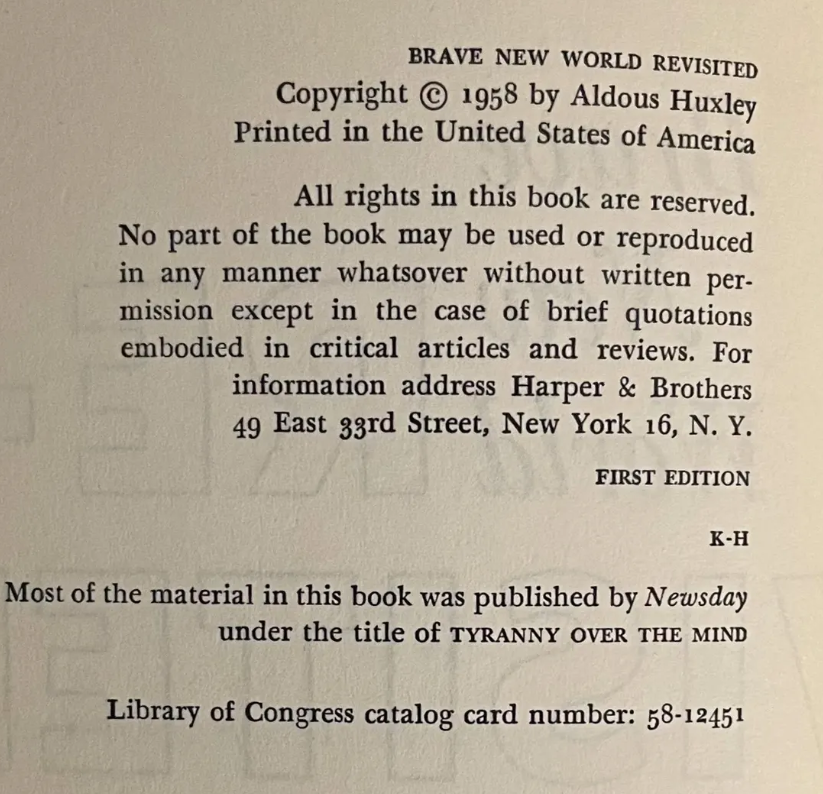 BRAVE NEW WORLD REVISITED
Copyright © 1958 by Aldous Huxley
Printed in the United States of America
All rights in this book are reserved.
No part of the book may be used or reproduced
in any manner whatsover without written per-
mission except in the case of brief quotations
embodied in critical articles and reviews. For
information address Harper & Brothers
49 East 33rd Street, New York 16, N. Y.
FIRST EDITION
K-H
Most of the material in this book was published by Newsday
under the title of TYRANNY OVER THE MIND
Library of Congress catalog card number: 58-12451